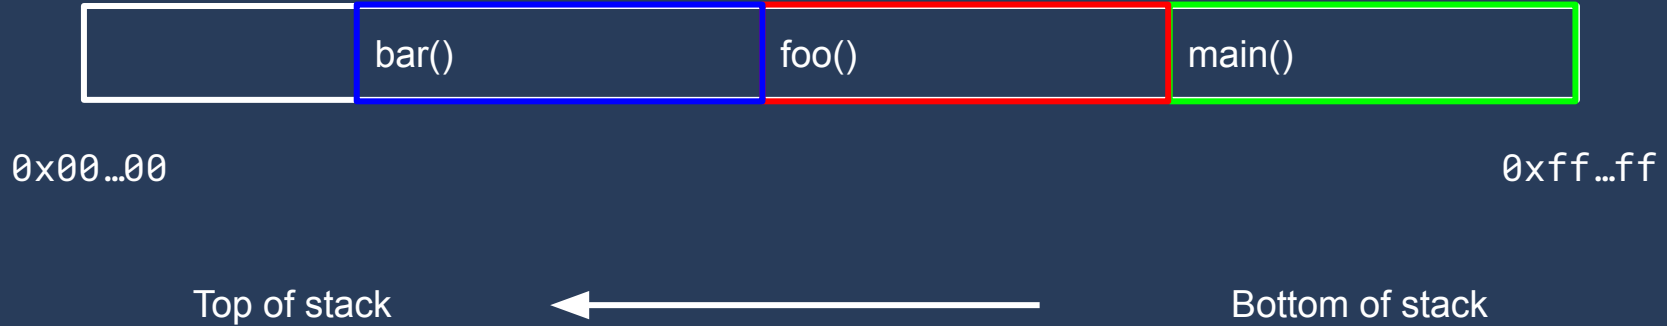 bar() foo() main()
0x00…00 0xff…ff
Top of stack Bottom of stack